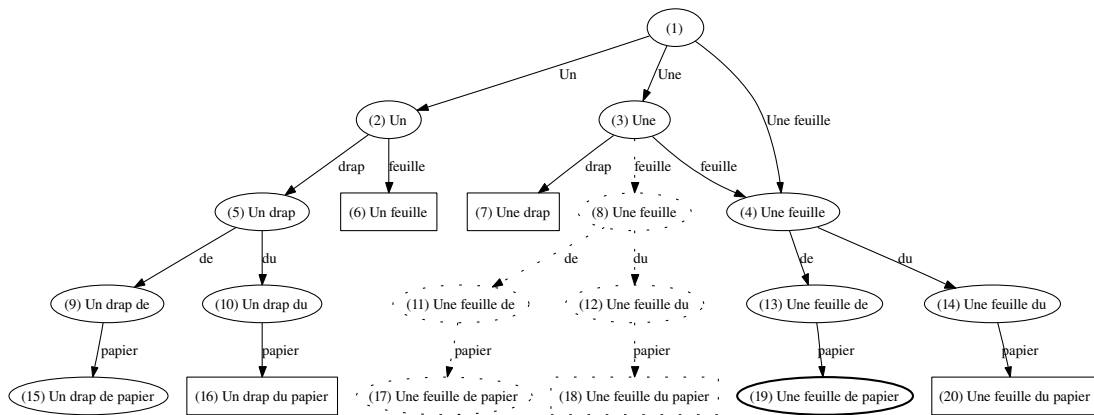 (1)
Un
Une
(2) Un
(3) Une
Une feuille
drap
feuille
drap
feuille
feuille
(5) Un drap
(6) Un feuille
(7) Une drap
(8) Une feuille
(4) Une feuille
de
du
de
du
de
du
(9) Un drap de
(10) Un drap du
(11) Une feuille de
(12) Une feuille du
(13) Une feuille de
(14) Une feuille du
papier
papier
papier
papier
papier
papier
(15) Un drap de papier
(16) Un drap du papier
(17) Une feuille de papier
(18) Une feuille du papier
(19) Une feuille de papier
(20) Une feuille du papier